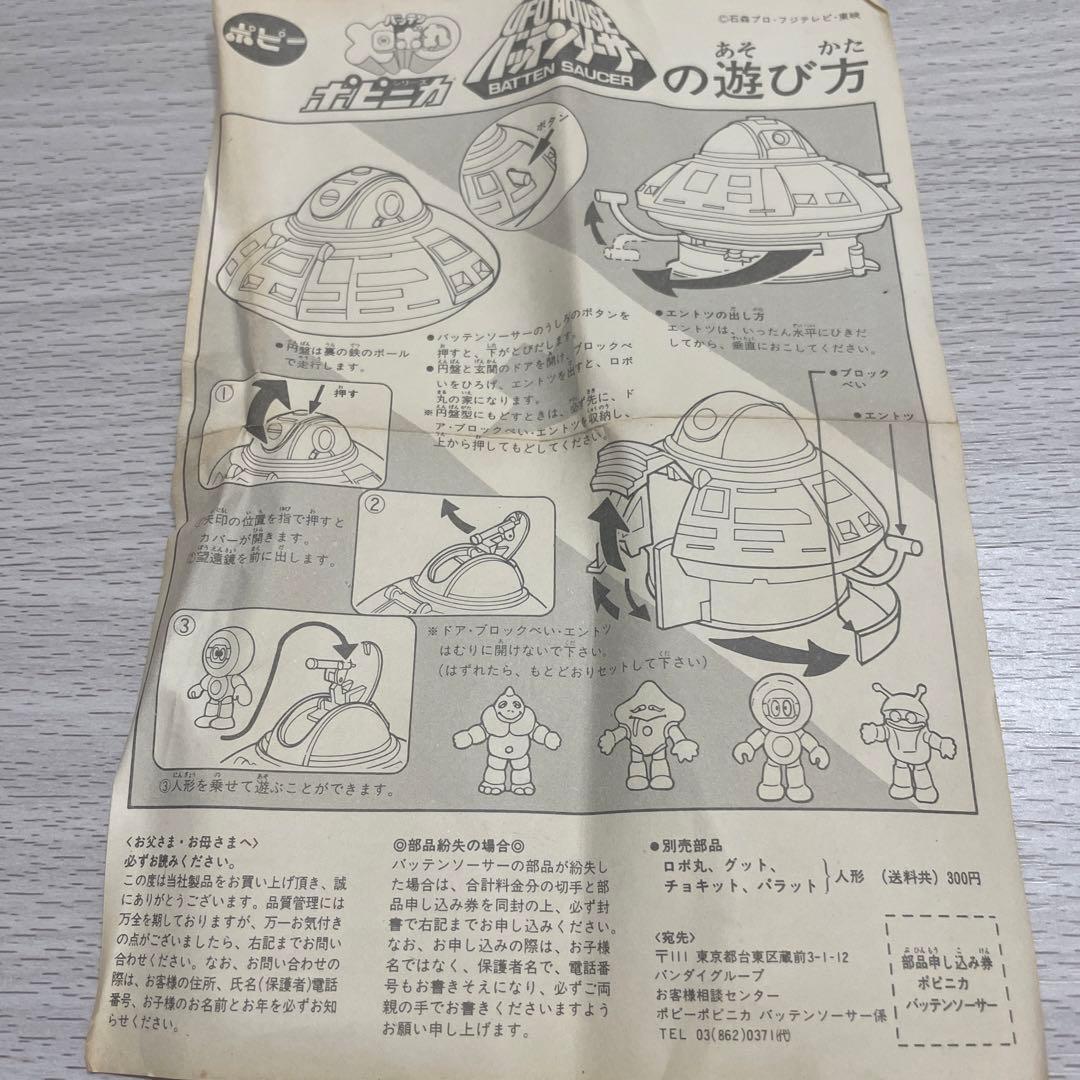 ポピー
バッテン
ロボ丸
ポピニカ
シリーズ
UFO HOUSE
バッテンソーサー
BATTEN SAUCER
の遊び方
あそ かた
©石森プロ・フジテレビ・東映
ボタン
●円盤は裏の鉄のボール
で走行します。
●バッテンソーサーのうしろのボタンを
押すと、下がとびだします。
●円盤と玄関のドアを開け、ブロックべ
いをひろげ、エントツを出すと、ロボ
丸の家になります。
※円盤型にもどすときは、必ず先に、ド
ア・ブロックべい・エントツを収納し、
上から押してもどしてください。
●エントツの出し方
エントツは、いったん水平にひきだ
してから、垂直におこしてください。
●ブロック
べい
●エントツ
①
押す
①矢印の位置を指で押すと
カバーが開きます。
②望遠鏡を前に出します。
②
③
※ドア・ブロックべい・エントツ
はむりに開けないで下さい。
(はずれたら、もとどおりセットして下さい)
③人形を乗せて遊ぶことができます。
〈お父さま・お母さまへ〉
必ずお読みください。
この度は当社製品をお買い上げ頂き、誠
にありがとうございます。品質管理には
万全を期しておりますが、万一お気付き
の点がございましたら、右記までお問い
合わせください。なお、お問い合わせの
際は、お客様の住所、氏名(保護者)電話
番号、お子様のお名前とお年を必ずお知
らせください。
◎部品紛失の場合◎
バッテンソーサーの部品が紛失し
た場合は、合計料金分の切手と部
品申し込み券を同封の上、必ず封
書で右記までお申し込みください。
なお、お申し込みの際は、お子様
名ではなく、保護者名で、電話番
号もお書きそえになり、必ずご両
親の手でお書きくださいますよう
お願い申し上げます。
●別売部品
ロボ丸、グット、
チョキット、パラット}人形 (送料共) 300円
〈宛先〉
〒111 東京都台東区蔵前3-1-12
バンダイグループ
お客様相談センター
ポピーポピニカ バッテンソーサー係
TEL 03(862)0371(代)
ぶひんもう こ けん
部品申し込み券
ポピニカ
バッテンソーサー